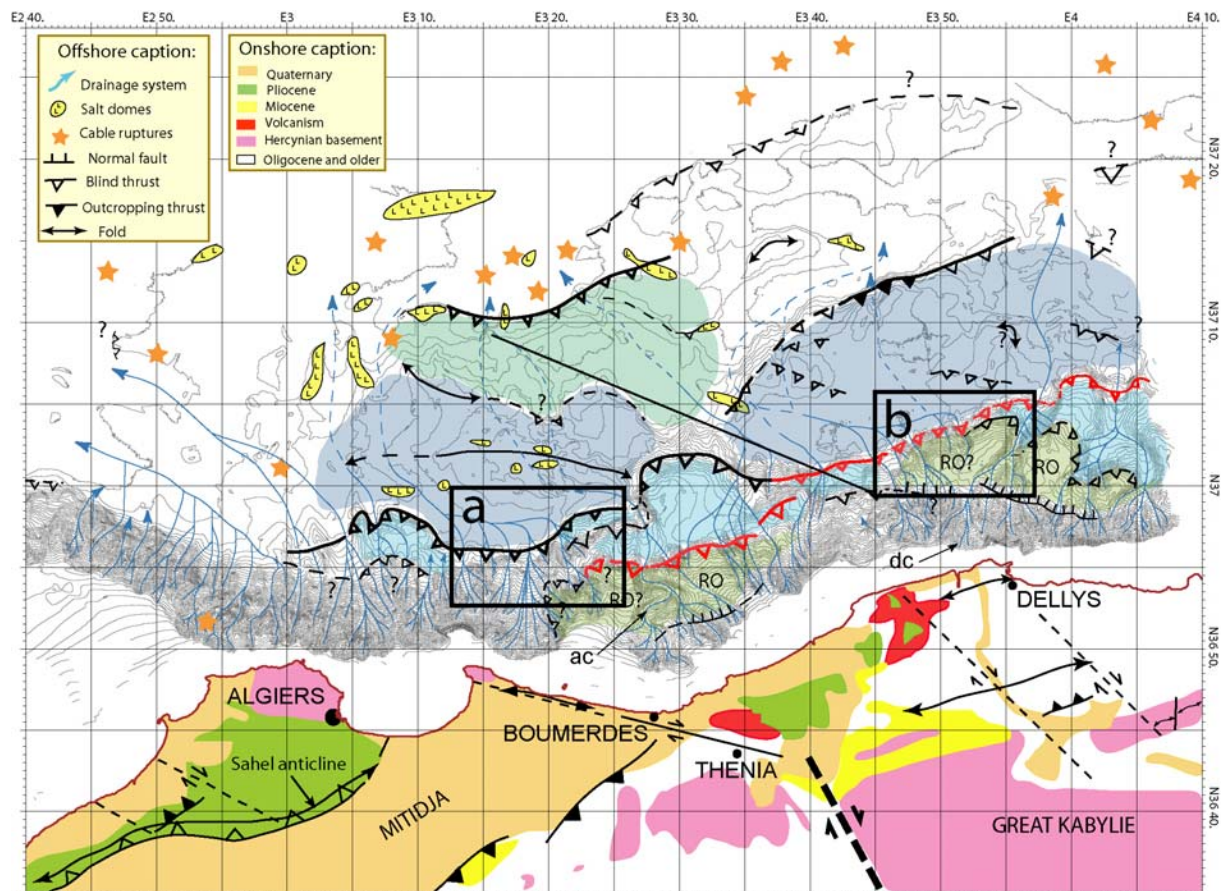 E2 40. E2 50. E3 E3 10. E3 20. E3 30. E3 40. E3 50. E4 E4 10.
Offshore caption:
Drainage system
Salt domes
Cable ruptures
Normal fault
Blind thrust
Outcropping thrust
Fold
Onshore caption:
Quaternary
Pliocene
Miocene
Volcanism
Hercynian basement
Oligocene and older
?
?
N37 20.
?
?
?
N37 10.
?
b
RO?
RO
a
N37
?
?
?
?
dc
RO
RO?
?
ac
DELLYS
N36 50.
ALGIERS
BOUMERDES
THENIA
Sahel anticline
MITIDJA
N36 40.
GREAT KABYLIE